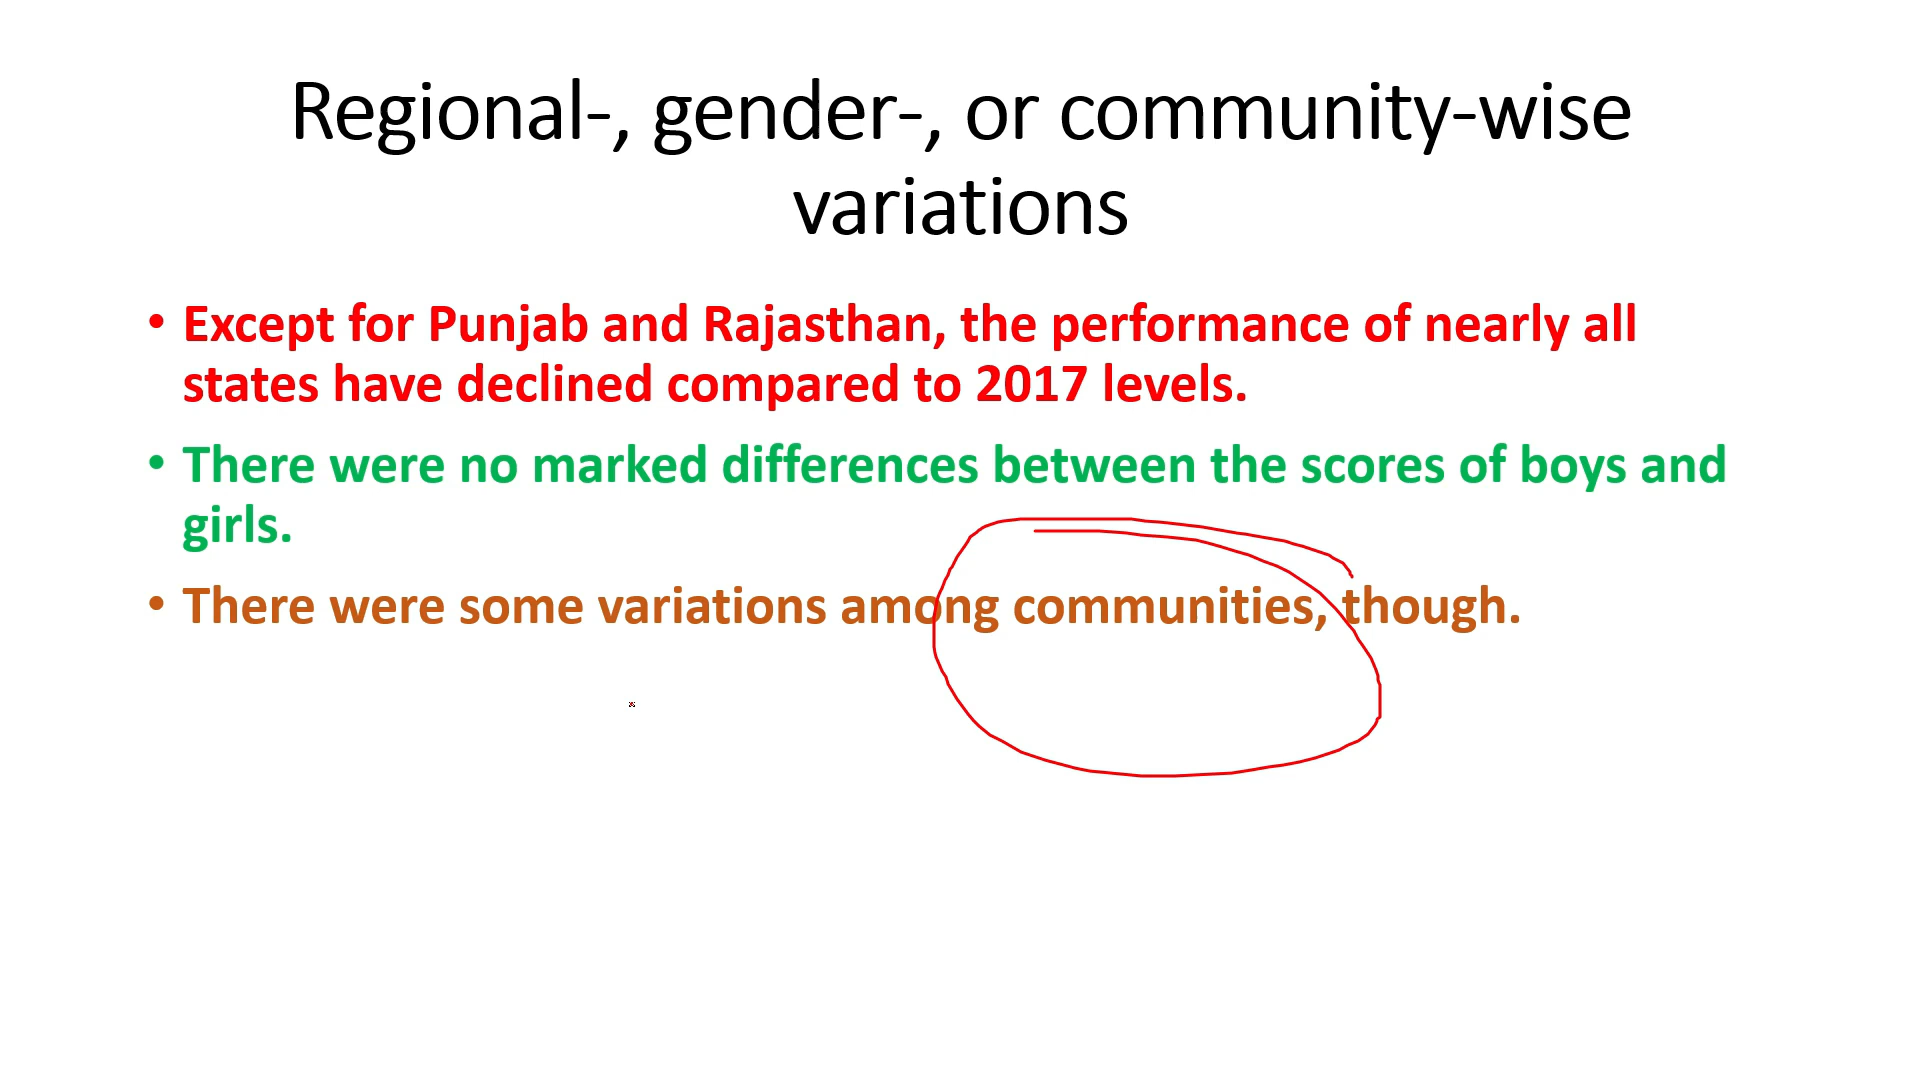 Regional-, gender-, or community-wise
variations
• Except for Punjab and Rajasthan, the performance of nearly all
states have declined compared to 2017 levels.
• There were no marked differences between the scores of boys and
girls.
• There were some variations among communities, though.